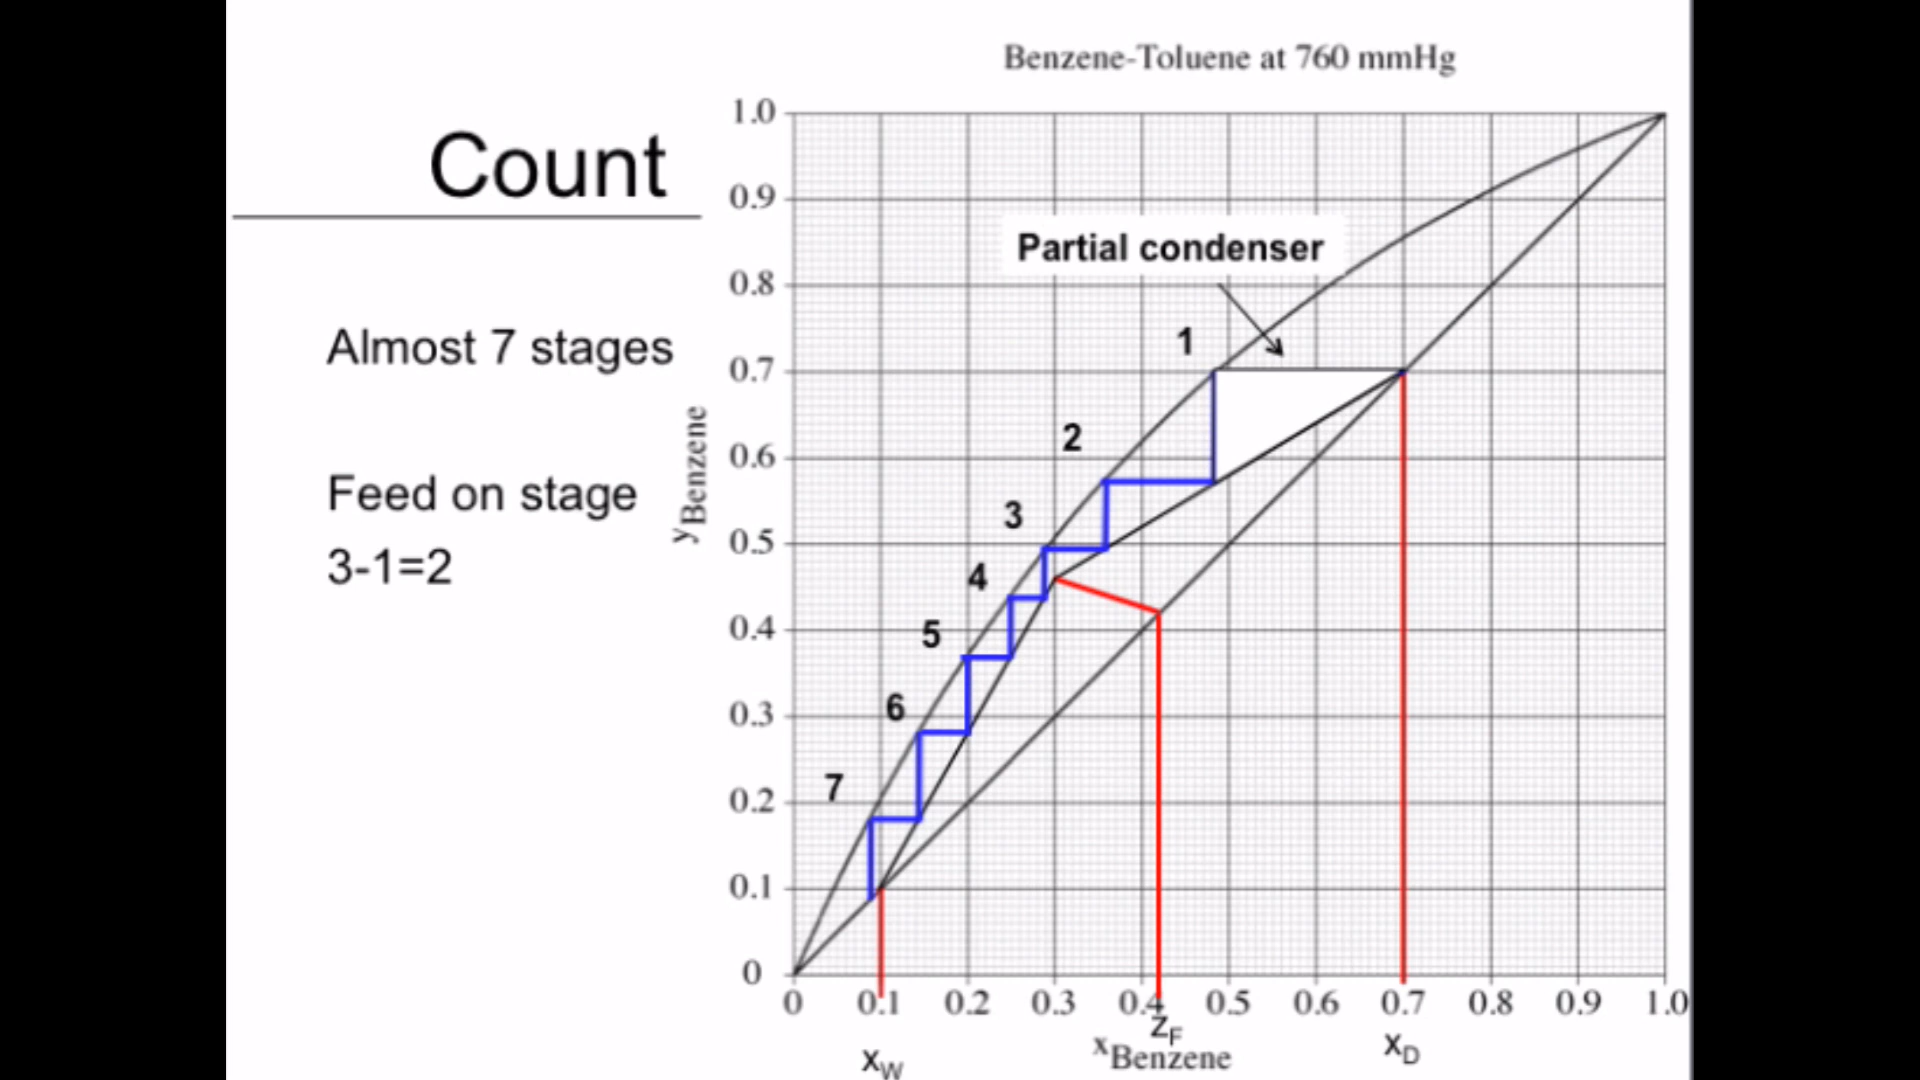 Benzene-Toluene at 760 mmHg
Count
Almost 7 stages
Feed on stage
3-1=2
Partial condenser
1
2
3
4
5
6
7
yBenzene
1.0
0.9
0.8
0.7
0.6
0.5
0.4
0.3
0.2
0.1
0
0 0.1 0.2 0.3 0.4 0.5 0.6 0.7 0.8 0.9 1.0
zF
xBenzene
xD
xW